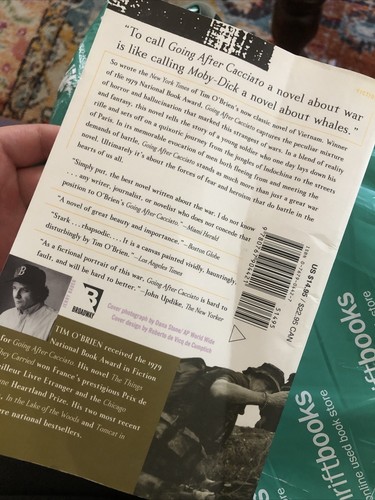 "To call Going After Cacciato a novel about war
is like calling Moby-Dick a novel about whales."
So wrote the New York Times of Tim O'Brien's now classic novel of Vietnam. Winner
of the 1979 National Book Award, Going After Cacciato captures the peculiar mixture
of horror and hallucination that marked this strangest of wars. In a blend of reality
and fantasy, this novel tells the story of a young soldier who one day lays down his
rifle and sets off on a quixotic journey from the jungles of Indochina to the streets
of Paris. In its memorable evocation of men both fleeing from and meeting the
demands of battle, Going After Cacciato stands as much more than just a great war
novel. Ultimately it's about the forces of fear and heroism that do battle in the
hearts of us all.
"Simply put, the best novel written about the war. I do not know
. . . any writer, journalist, or novelist who does not concede that
position to O'Brien's Going After Cacciato." —Miami Herald
"A novel of great beauty and importance." —Boston Globe
"Stark . . . rhapsodic. . . . It is a canvas painted vividly, hauntingly,
disturbingly by Tim O'Brien." —Los Angeles Times
"As a fictional portrait of this war, Going After Cacciato is hard to
fault, and will be hard to better." —John Updike, The New Yorker
US $14.95
$22.95 CAN
51495
B
BROADWAY
Cover design by Roberto de Vicq de Cumptich
TIM O'BRIEN received the 1979
National Book Award in Fiction
for Going After Cacciato. His novel The Things
They Carried won France's prestigious Prix de
eilleur Livre Etranger and the Chicago
ne Heartland Prize. His two most recent
In the Lake of the Woods and Tomcat in
ere national bestsellers.
iftbooks
online used book store
iftbooks
online used book store